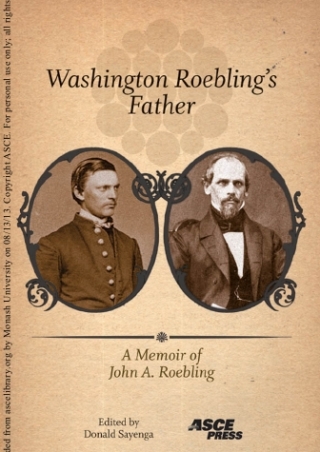 Washington Roebling's
Father
A Memoir of
John A. Roebling
Edited by
Donald Sayenga
ASCE
PRESS
ded from ascelibrary.org by Monash University on 08/13/13. Copyright ASCE. For personal use only; all rights